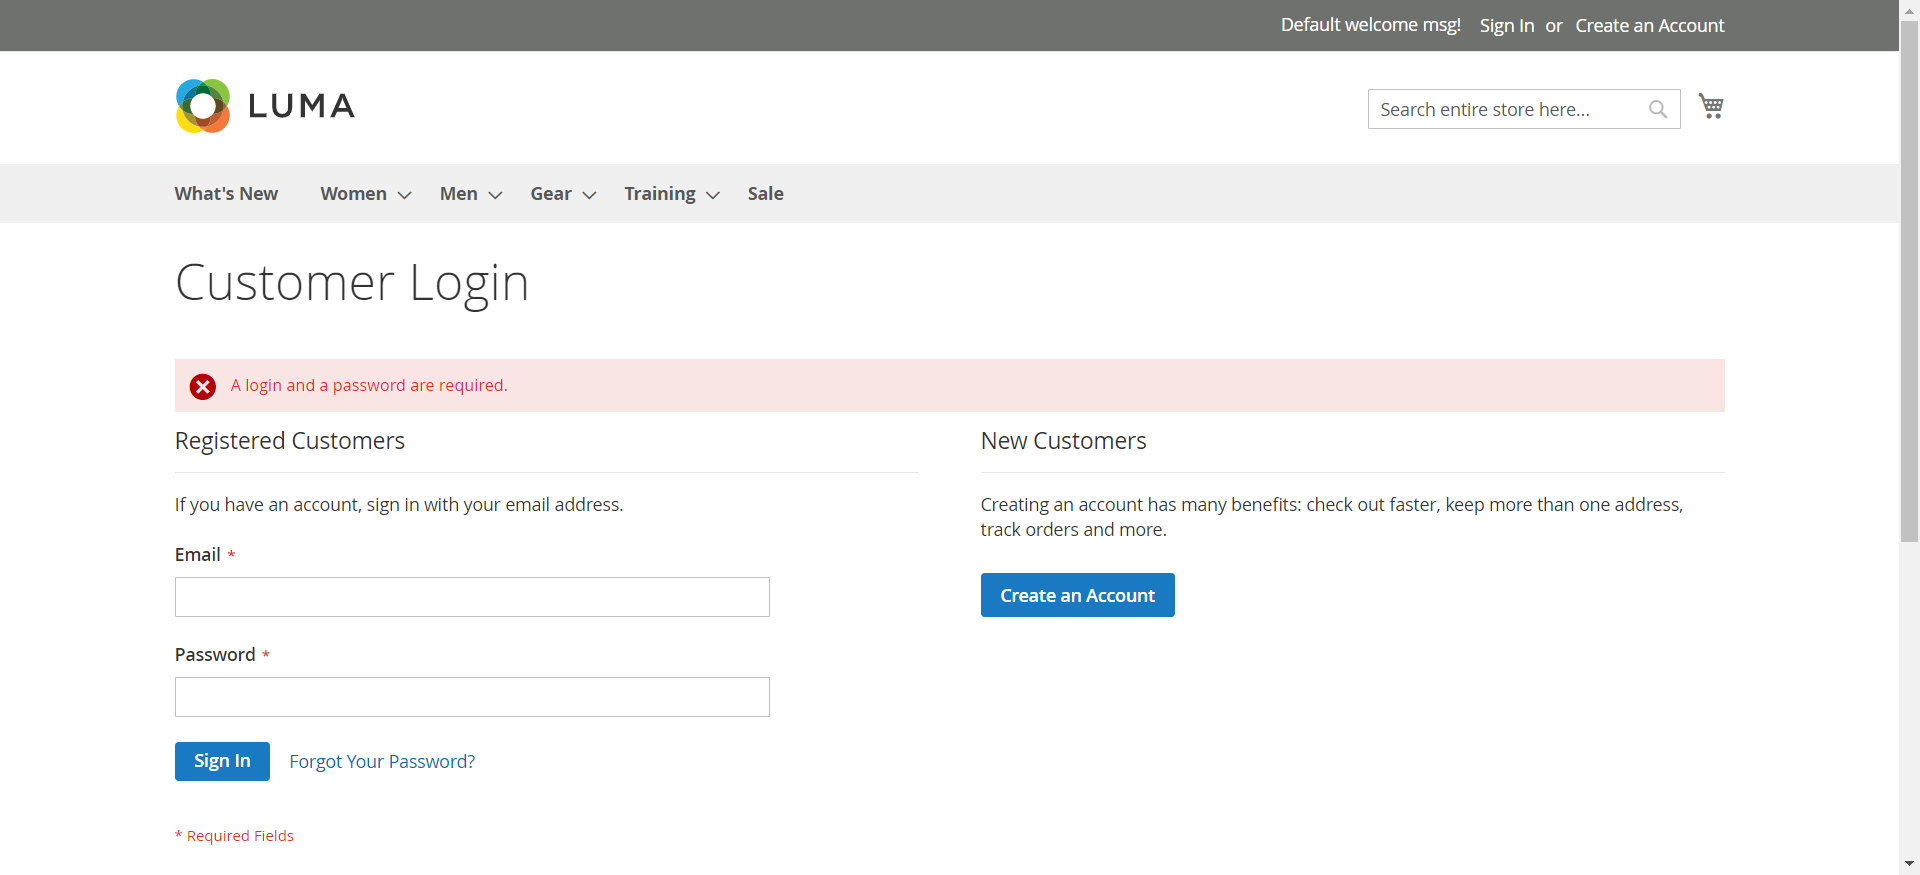 Default welcome msg! Sign In or Create an Account
LUMA
Search entire store here...
What's New Women Men Gear Training Sale
Customer Login
A login and a password are required.
Registered Customers
If you have an account, sign in with your email address.
Email *
Password *
Sign In Forgot Your Password?
* Required Fields
New Customers
Creating an account has many benefits: check out faster, keep more than one address,
track orders and more.
Create an Account